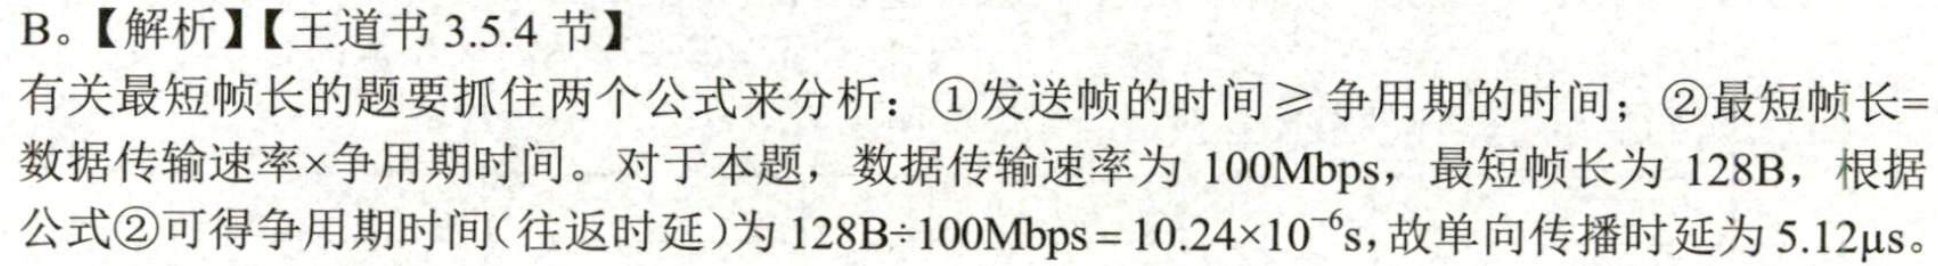 B。【解析】【王道书 3.5.4 节】
有关最短帧长的题要抓住两个公式来分析：①发送帧的时间⩾争用期的时间；②最短帧长=
数据传输速率×争用期时间。对于本题，数据传输速率为 100Mbps，最短帧长为 128B，根据
公式②可得争用期时间(往返时延)为 128B÷100Mbps=10.24×10⁻⁶s，故单向传播时延为 5.12μs。